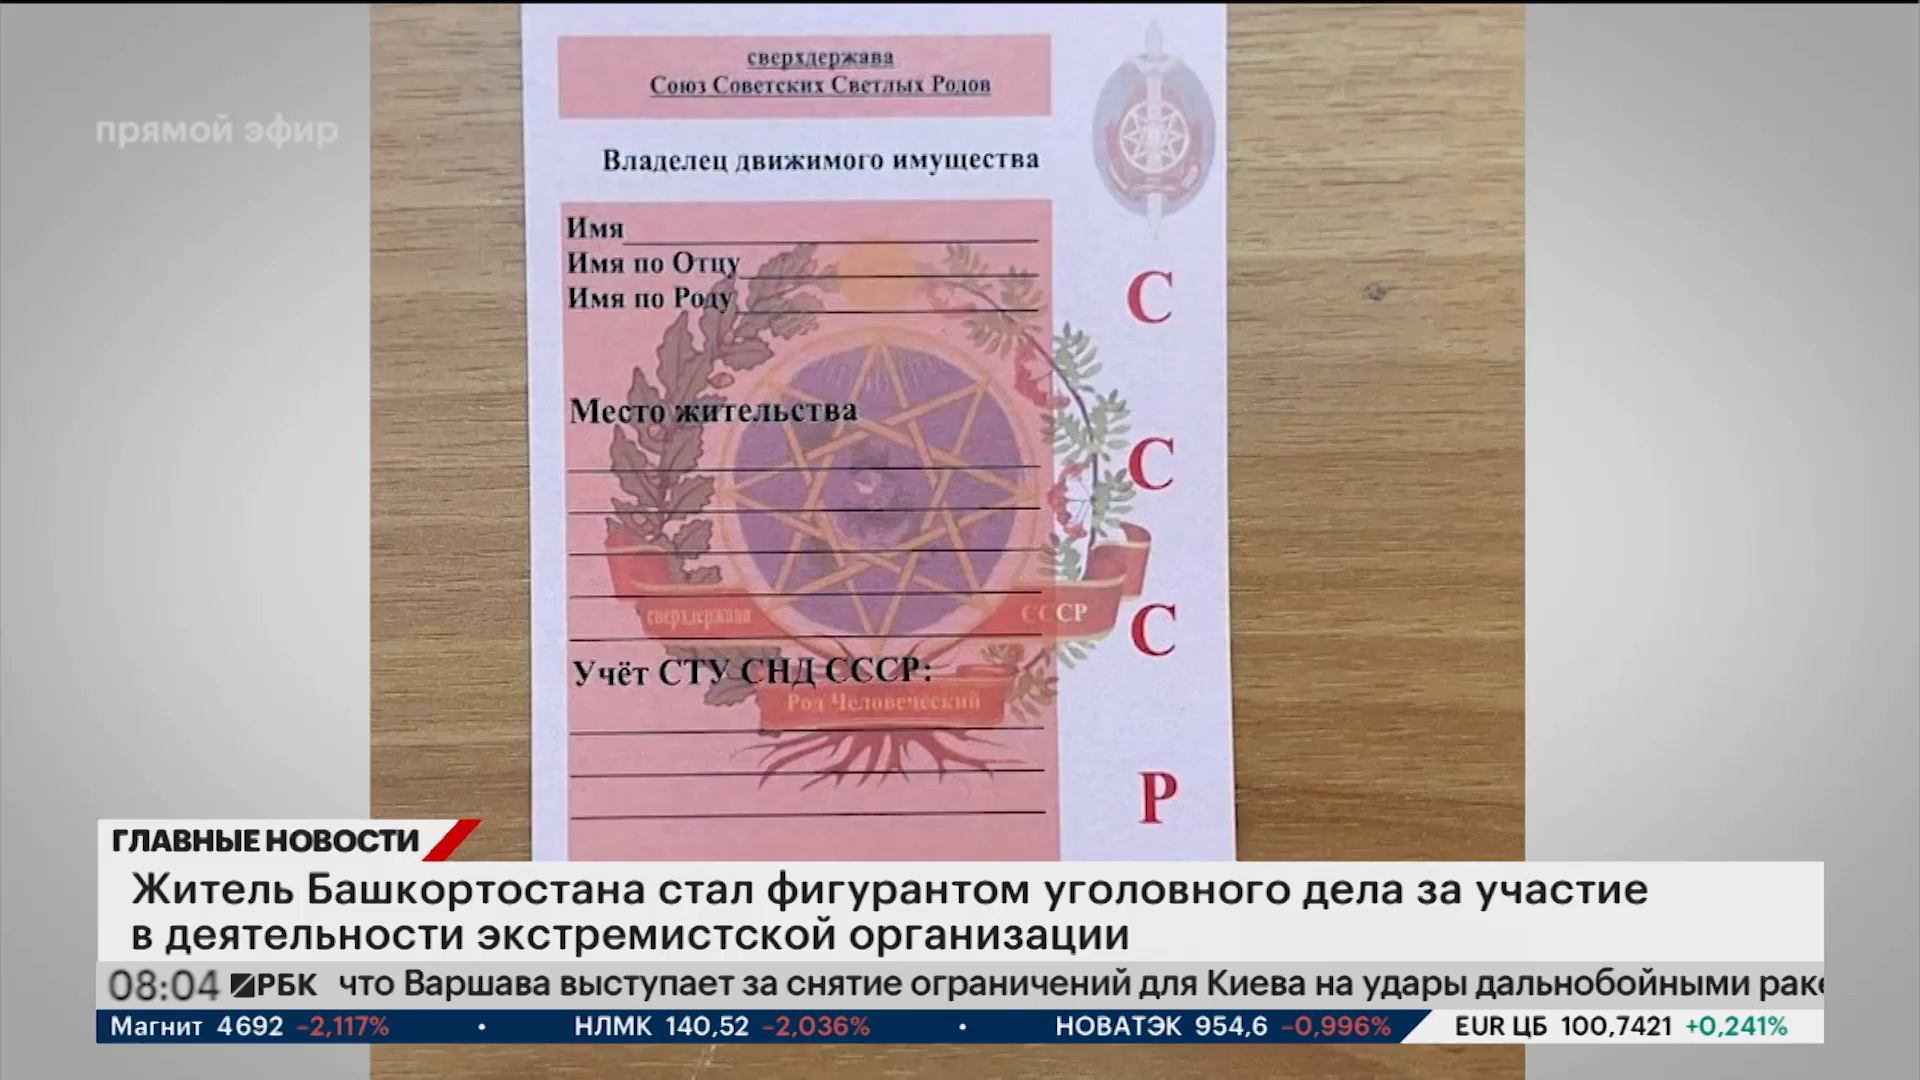 сверхдержава
Союз Советских Светлых Родов
прямой эфир
Владелец движимого имущества
Имя
Имя по Отцу
Имя по Роду
С
Место жительства
С
С
сверхдержава
СССР
Учёт СТУ СНД СССР:
Род Человеческий
Р
ГЛАВНЫЕ НОВОСТИ
Житель Башкортостана стал фигурантом уголовного дела за участие
в деятельности экстремистской организации
08:04 РБК что Варшава выступает за снятие ограничений для Киева на удары дальнобойными раке
Магнит 4692 -2,117% • НЛМК 140,52 -2,036% • НОВАТЭК 954,6 -0,996% EUR ЦБ 100,7421 +0,241%